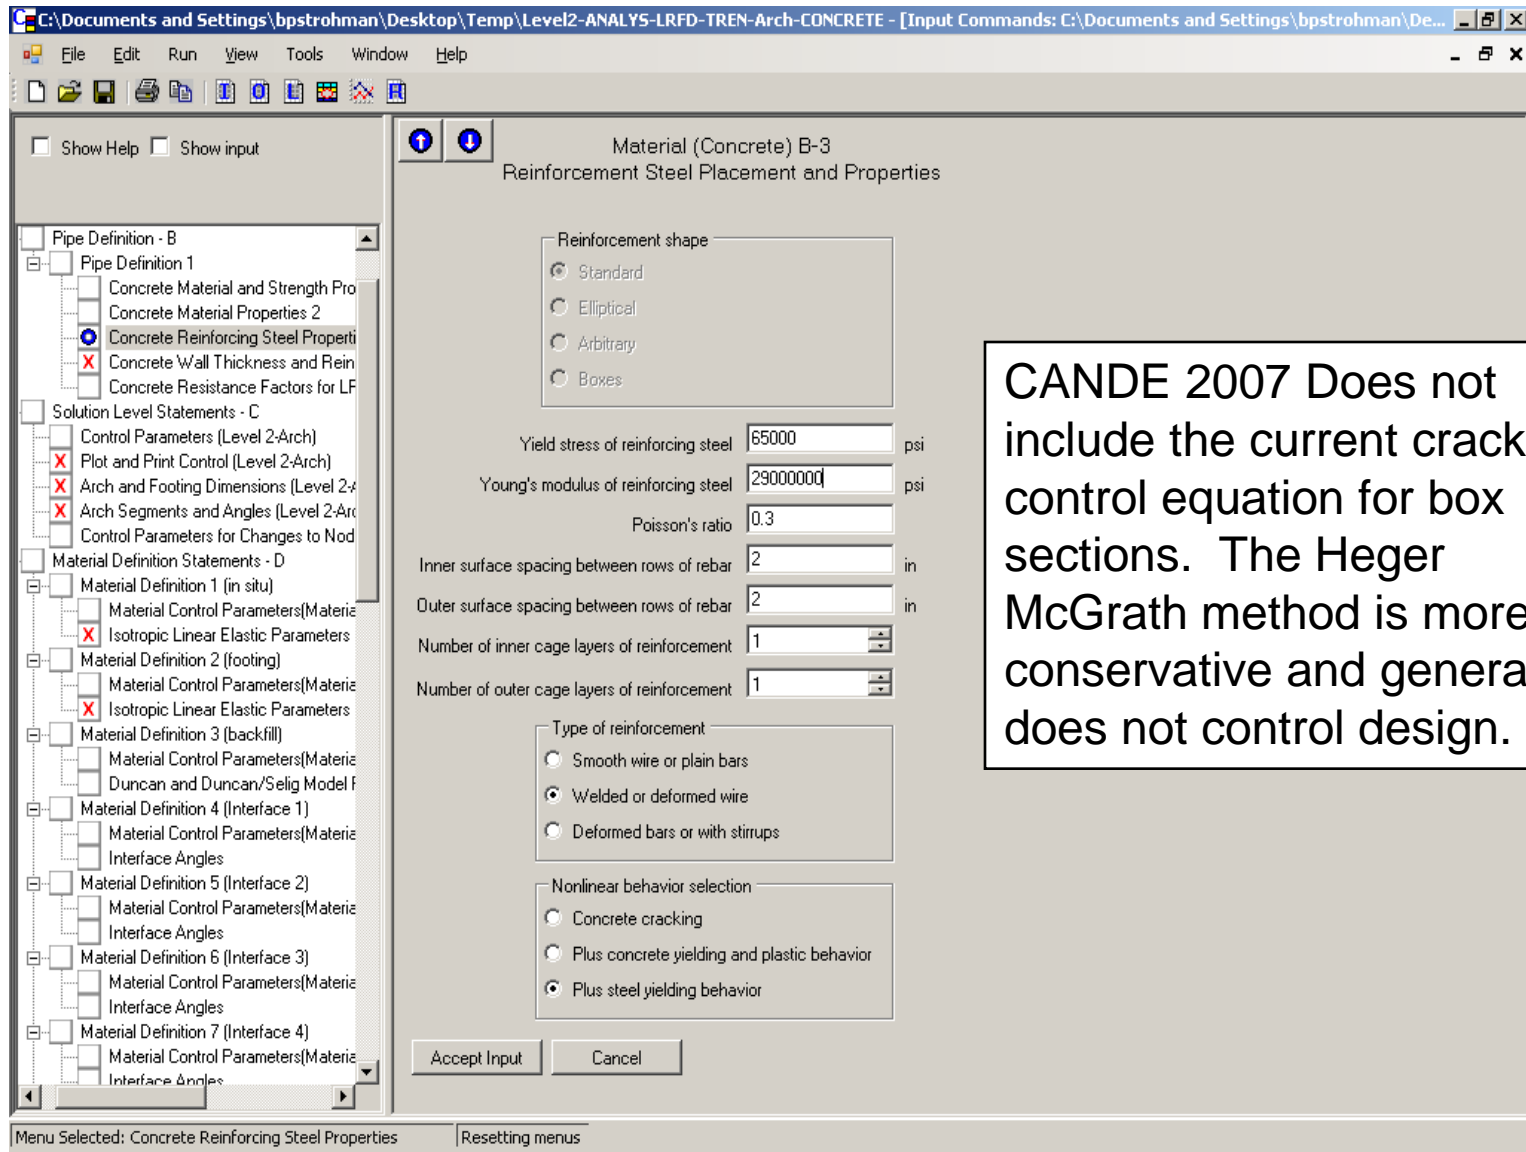 C:\Documents and Settings\bpstrohman\Desktop\Temp\Level2-ANALYS-LRFD-TREN-Arch-CONCRETE - [Input Commands: C:\Documents and Settings\bpstrohman\De...
File Edit Run View Tools Window Help
Show Help Show input
Pipe Definition - B
Pipe Definition 1
Concrete Material and Strength Pro
Concrete Material Properties 2
Concrete Reinforcing Steel Properti
X Concrete Wall Thickness and Rein
Concrete Resistance Factors for LF
Solution Level Statements - C
Control Parameters (Level 2-Arch)
X Plot and Print Control (Level 2-Arch)
X Arch and Footing Dimensions (Level 2-A
X Arch Segments and Angles (Level 2-Arc
Control Parameters for Changes to Nod
Material Definition Statements - D
Material Definition 1 (in situ)
Material Control Parameters(Materia
X Isotropic Linear Elastic Parameters
Material Definition 2 (footing)
Material Control Parameters(Materia
X Isotropic Linear Elastic Parameters
Material Definition 3 (backfill)
Material Control Parameters(Materia
Duncan and Duncan/Selig Model F
Material Definition 4 (Interface 1)
Material Control Parameters(Materia
Interface Angles
Material Definition 5 (Interface 2)
Material Control Parameters(Materia
Interface Angles
Material Definition 6 (Interface 3)
Material Control Parameters(Materia
Interface Angles
Material Definition 7 (Interface 4)
Material Control Parameters(Materia
Interface Angles
Material (Concrete) B-3
Reinforcement Steel Placement and Properties
Reinforcement shape
Standard
Elliptical
Arbitrary
Boxes
Yield stress of reinforcing steel 65000 psi
Young's modulus of reinforcing steel 29000000 psi
Poisson's ratio 0.3
Inner surface spacing between rows of rebar 2 in
Outer surface spacing between rows of rebar 2 in
Number of inner cage layers of reinforcement 1
Number of outer cage layers of reinforcement 1
Type of reinforcement
Smooth wire or plain bars
Welded or deformed wire
Deformed bars or with stirrups
Nonlinear behavior selection
Concrete cracking
Plus concrete yielding and plastic behavior
Plus steel yielding behavior
Accept Input Cancel
CANDE 2007 Does not
include the current crack
control equation for box
sections. The Heger
McGrath method is more
conservative and genera
does not control design.
Menu Selected: Concrete Reinforcing Steel Properties Resetting menus